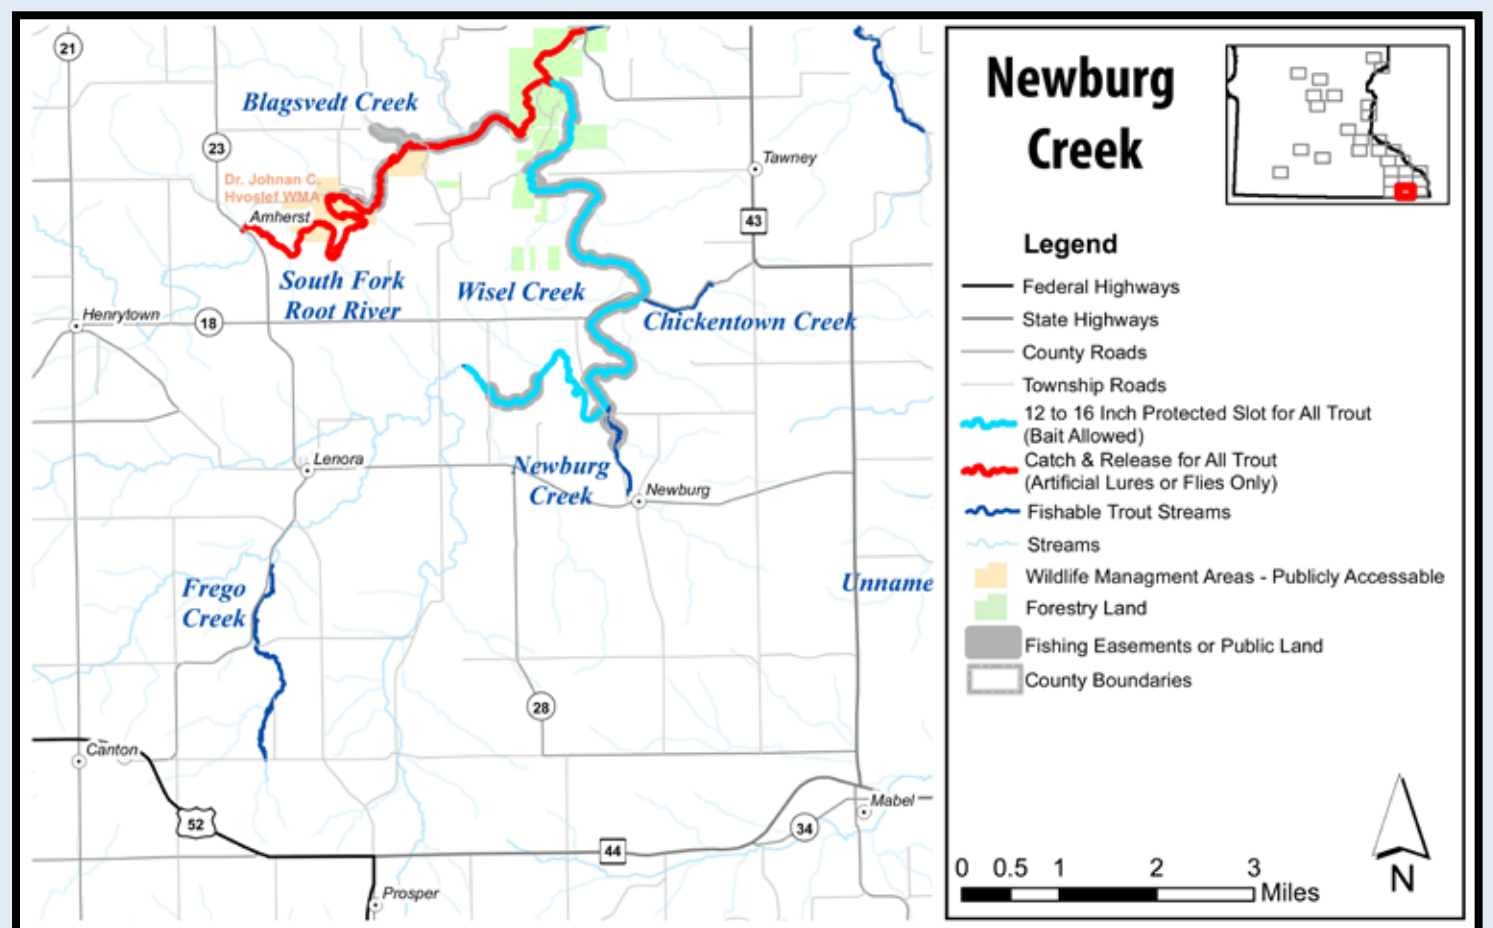 21
Blagsvedt Creek
23
Tawney
Dr. Johnan C.
Hvoslef WMA
Amherst
43
South Fork
Root River
Wisel Creek
Henrytown
18
Chickentown Creek
Lenora
Newburg
Creek
Newburg
Frego
Creek
Unname
28
Canton
52
Mabel
34
44
Prosper
Newburg
Creek
Legend
Federal Highways
State Highways
County Roads
Township Roads
12 to 16 Inch Protected Slot for All Trout
(Bait Allowed)
Catch & Release for All Trout
(Artificial Lures or Flies Only)
Fishable Trout Streams
Streams
Wildlife Managment Areas - Publicly Accessable
Forestry Land
Fishing Easements or Public Land
County Boundaries
0 0.5 1 2 3
Miles
N